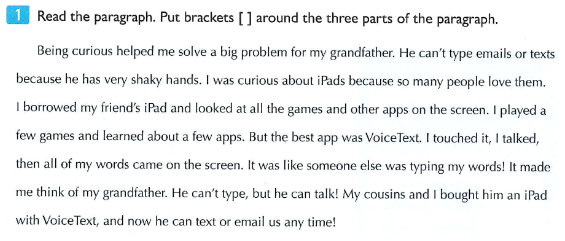 1 Read the paragraph. Put brackets [ ] around the three parts of the paragraph.
Being curious helped me solve a big problem for my grandfather. He can't type emails or texts
because he has very shaky hands. I was curious about iPads because so many people love them.
I borrowed my friend's iPad and looked at all the games and other apps on the screen. I played a
few games and learned about a few apps. But the best app was VoiceText. I touched it, I talked,
then all of my words came on the screen. It was like someone else was typing my words! It made
me think of my grandfather. He can't type, but he can talk! My cousins and I bought him an iPad
with VoiceText, and now he can text or email us any time!